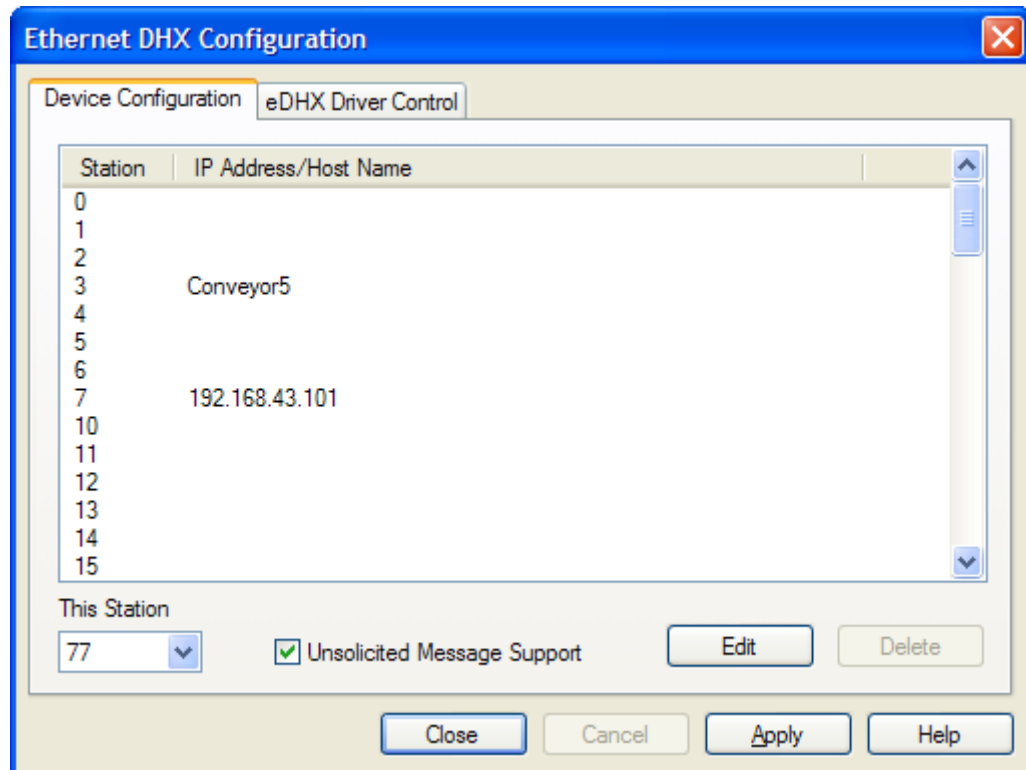 Ethernet DHX Configuration
Device Configuration eDHX Driver Control
Station IP Address/Host Name
0
1
2
3 Conveyor5
4
5
6
7 192.168.43.101
10
11
12
13
14
15
This Station
77 Unsolicited Message Support Edit Delete
Close Cancel Apply Help